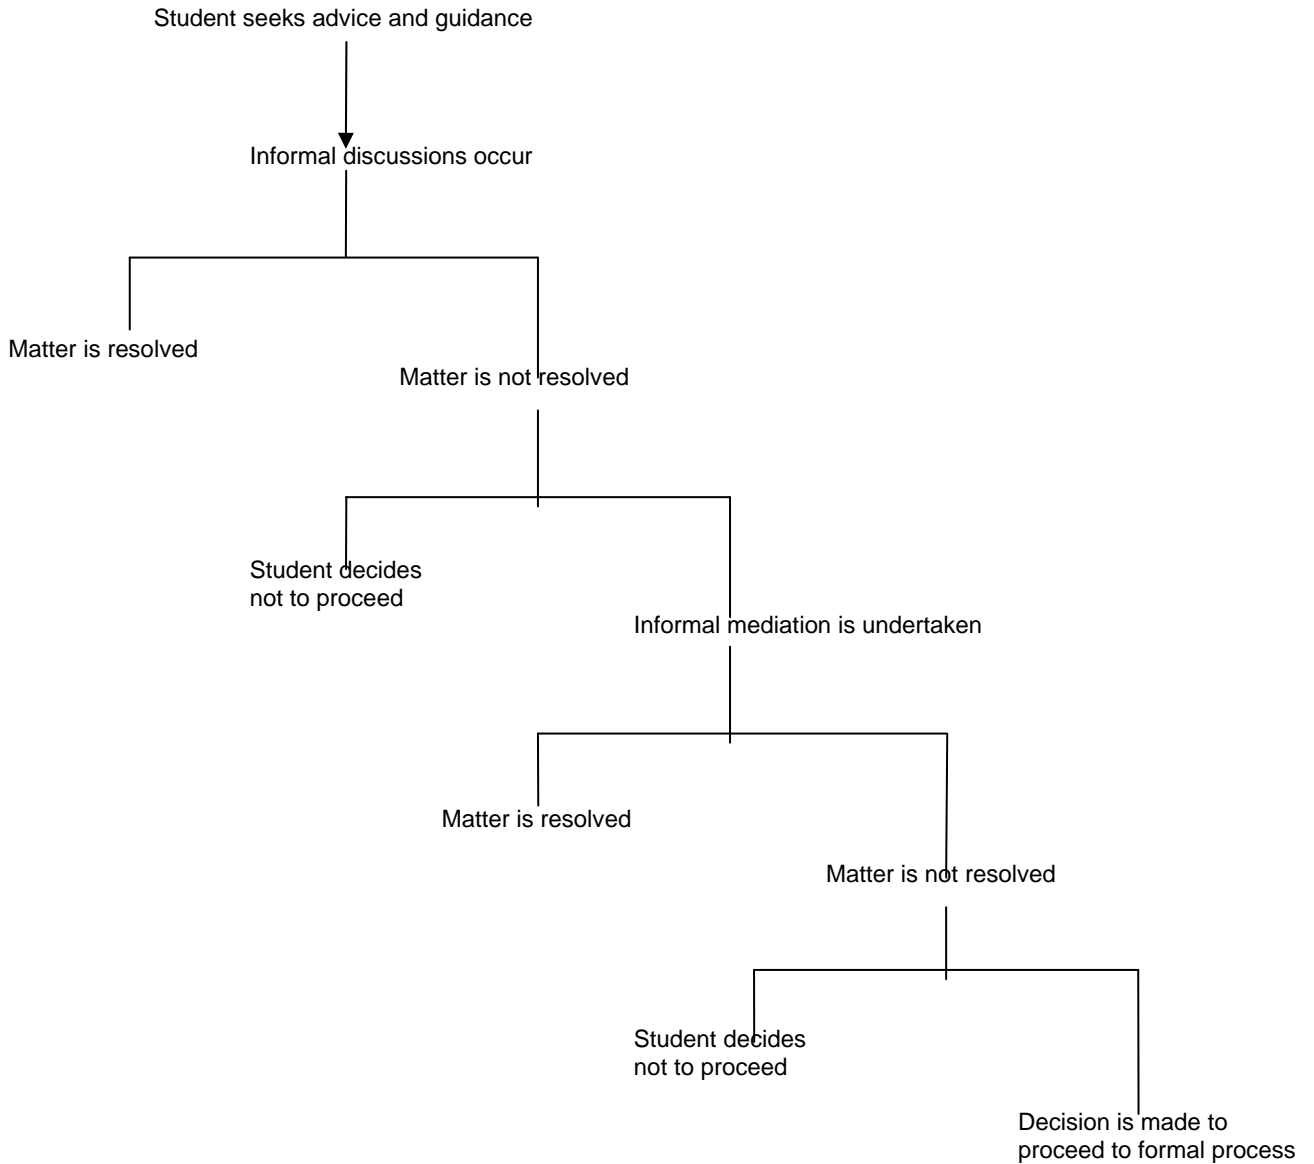 Student seeks advice and guidance
Informal discussions occur
Matter is resolved
Matter is not resolved
Student decides
not to proceed
Informal mediation is undertaken
Matter is resolved
Matter is not resolved
Student decides
not to proceed
Decision is made to
proceed to formal process